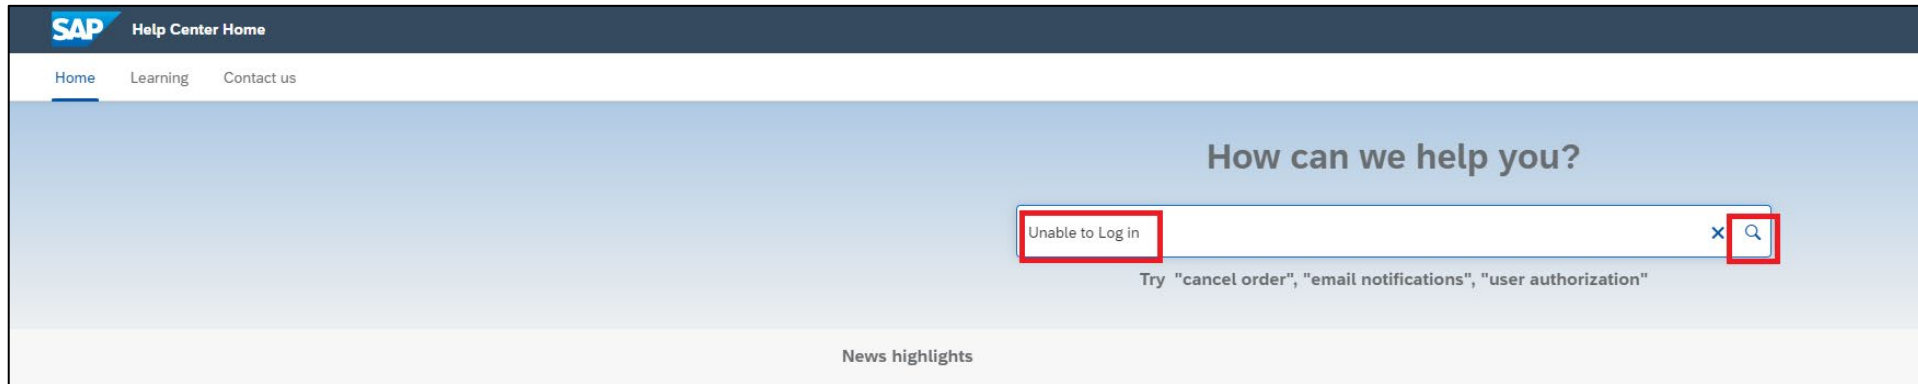 SAP Help Center Home
Home Learning Contact us
How can we help you?
Unable to Log in
Try "cancel order", "email notifications", "user authorization"
News highlights